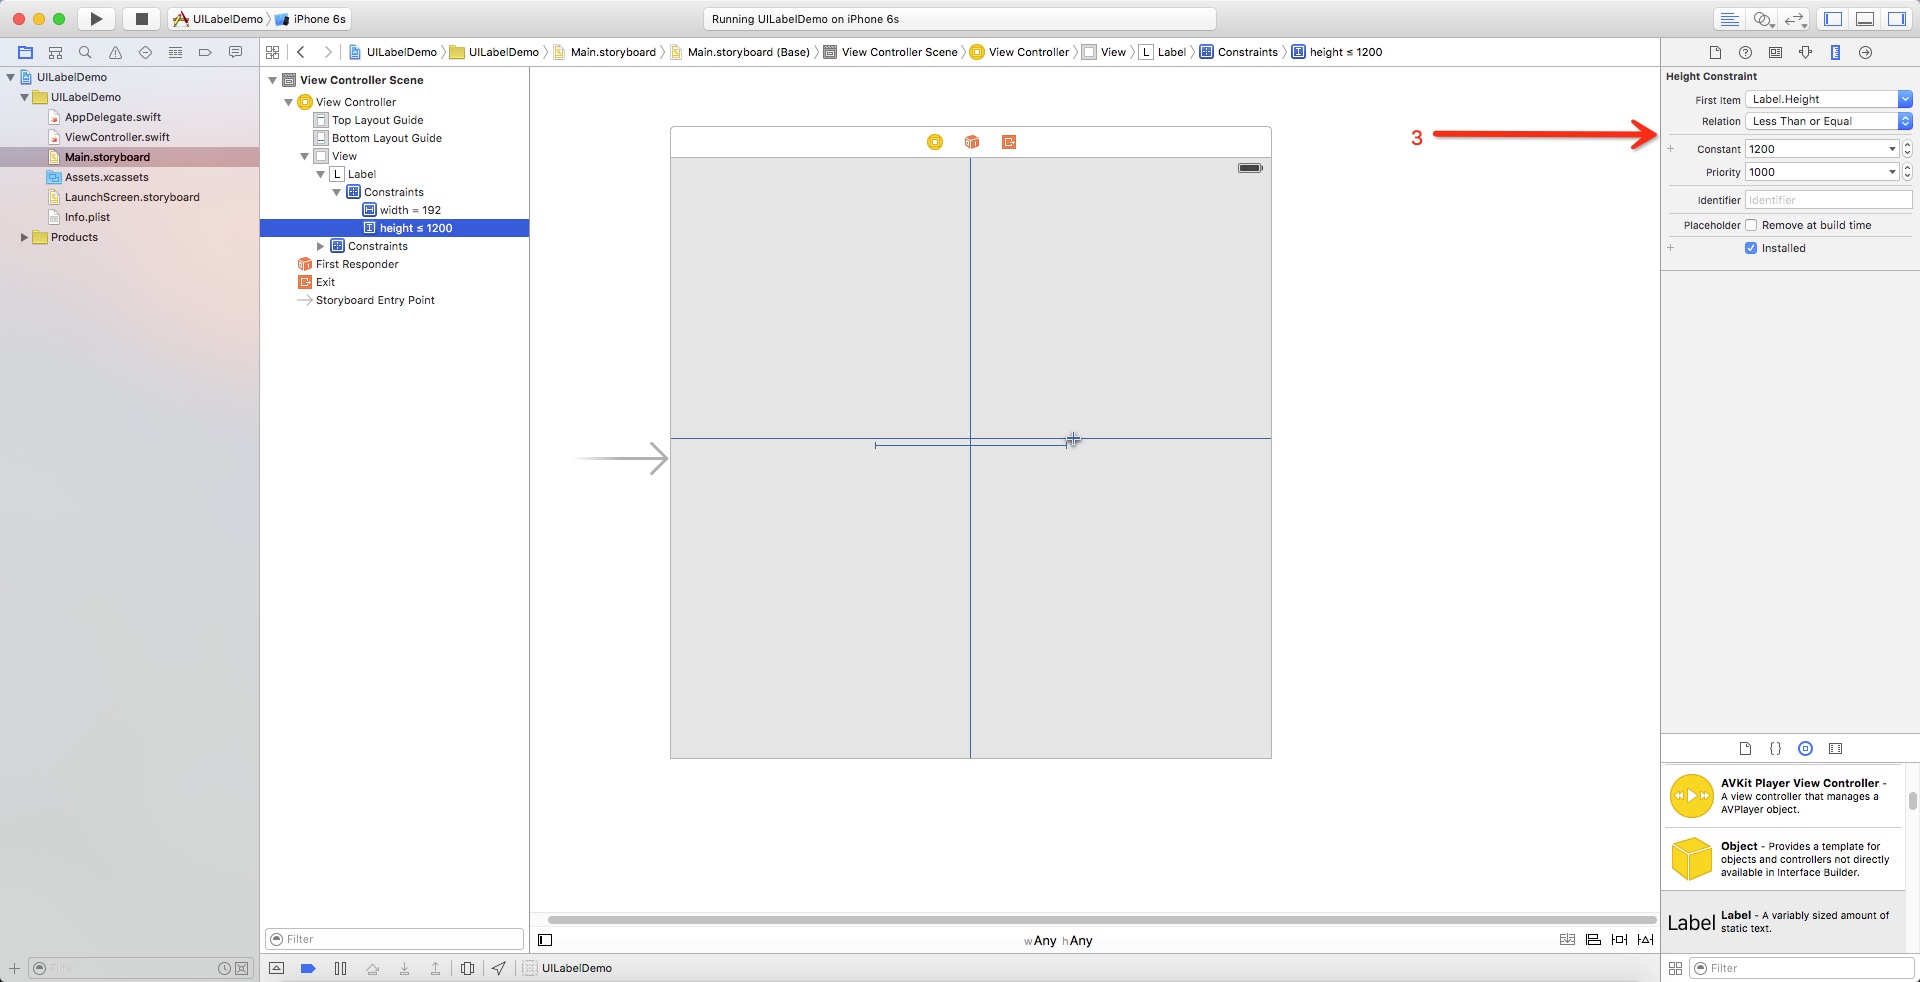 UILabelDemo iPhone 6s
Running UILabelDemo on iPhone 6s
UILabelDemo UILabelDemo Main.storyboard Main.storyboard (Base) View Controller Scene View Controller View L Label Constraints height ≤ 1200
UILabelDemo
UILabelDemo
AppDelegate.swift
ViewController.swift
Main.storyboard
Assets.xcassets
LaunchScreen.storyboard
Info.plist
Products
Filter
View Controller Scene
View Controller
Top Layout Guide
Bottom Layout Guide
View
L Label
Constraints
width = 192
height ≤ 1200
Constraints
First Responder
Exit
Storyboard Entry Point
Filter
3
wAny hAny
UILabelDemo
Height Constraint
First Item Label.Height
Relation Less Than or Equal
Constant 1200
Priority 1000
Identifier Identifier
Placeholder Remove at build time
Installed
AVKit Player View Controller -
A view controller that manages a
AVPlayer object.
Object - Provides a template for
objects and controllers not directly
available in Interface Builder.
Label Label - A variably sized amount of
static text.
Filter